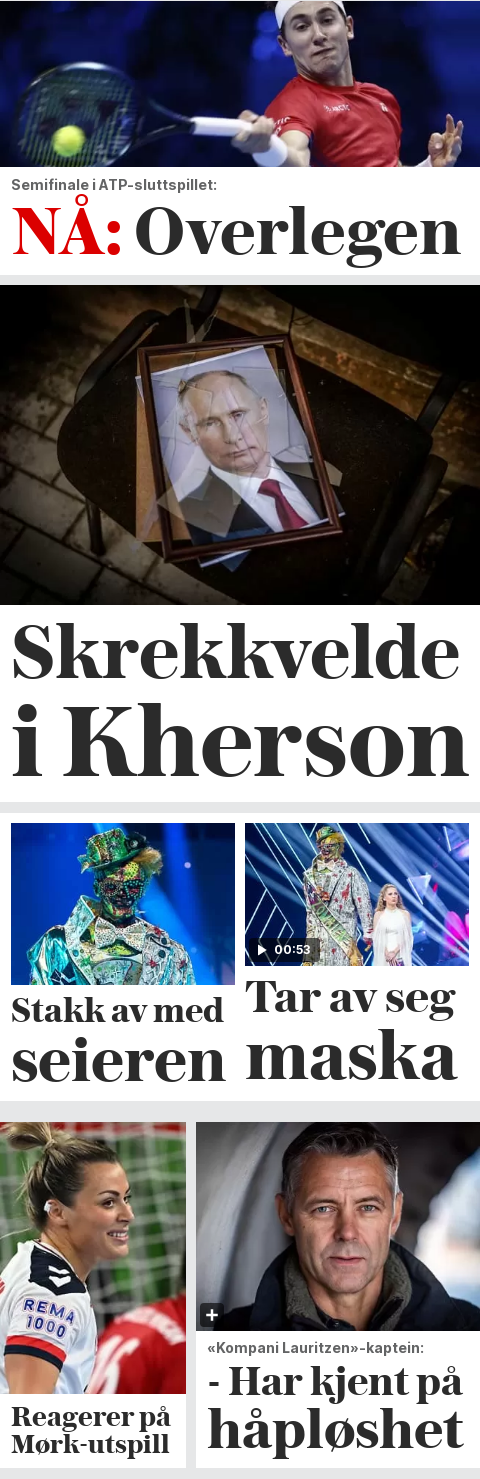 Semifinale i ATP-sluttspillet:
NÅ: Overlegen
Skrekkvelde
i Kherson
Stakk av med
seieren
00:53
Tar av seg
maska
REMA
1000
Reagerer på
Mørk-utspill
«Kompani Lauritzen»-kaptein:
- Har kjent på
håpløshet